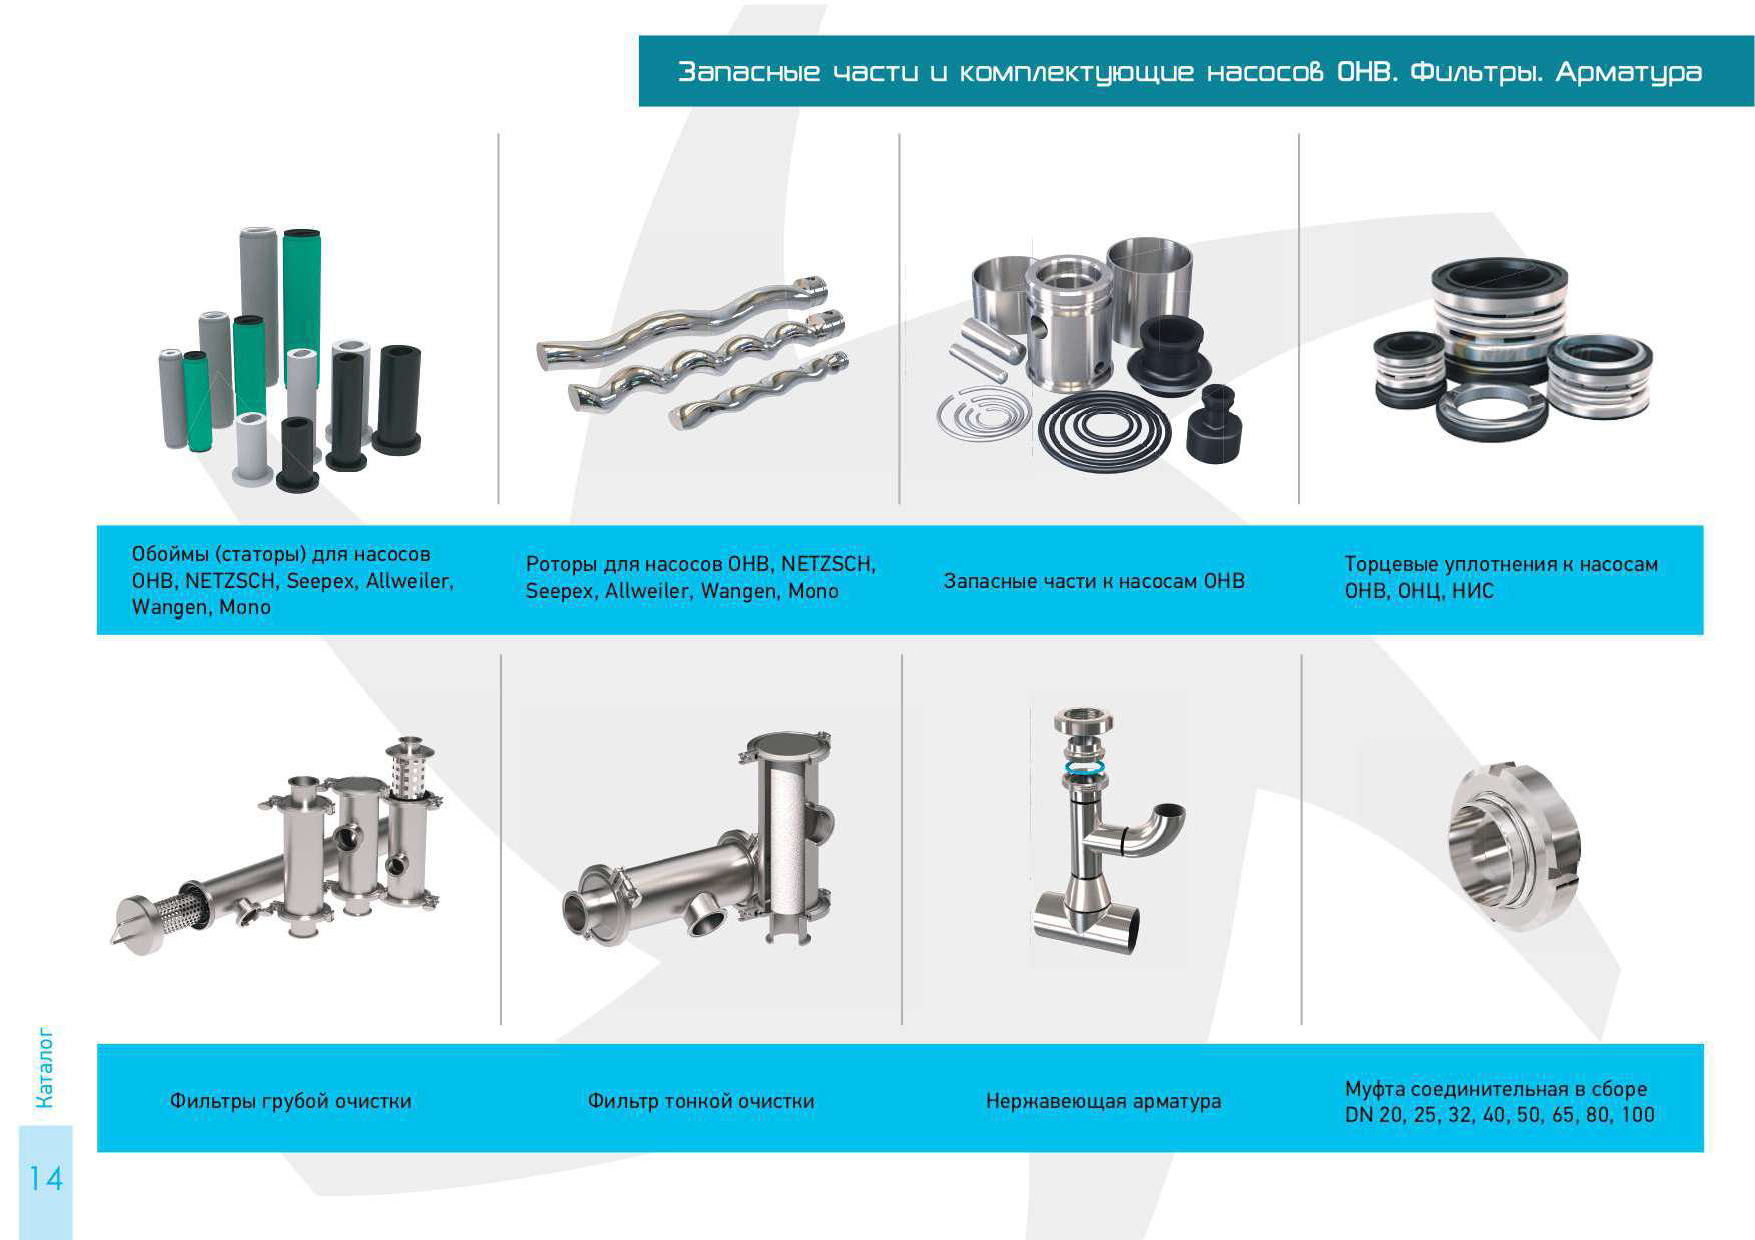 Запасные части и комплектующие насосов ОНВ. Фильтры. Арматура
Обоймы (статоры) для насосов
ОНВ, NETZSCH, Seepex, Allweiler,
Wangen, Mono
Роторы для насосов ОНВ, NETZSCH,
Seepex, Allweiler, Wangen, Mono
Запасные части к насосам ОНВ
Торцевые уплотнения к насосам
ОНВ, ОНЦ, НИС
Фильтры грубой очистки
Фильтр тонкой очистки
Нержавеющая арматура
Муфта соединительная в сборе
DN 20, 25, 32, 40, 50, 65, 80, 100
Каталог
14